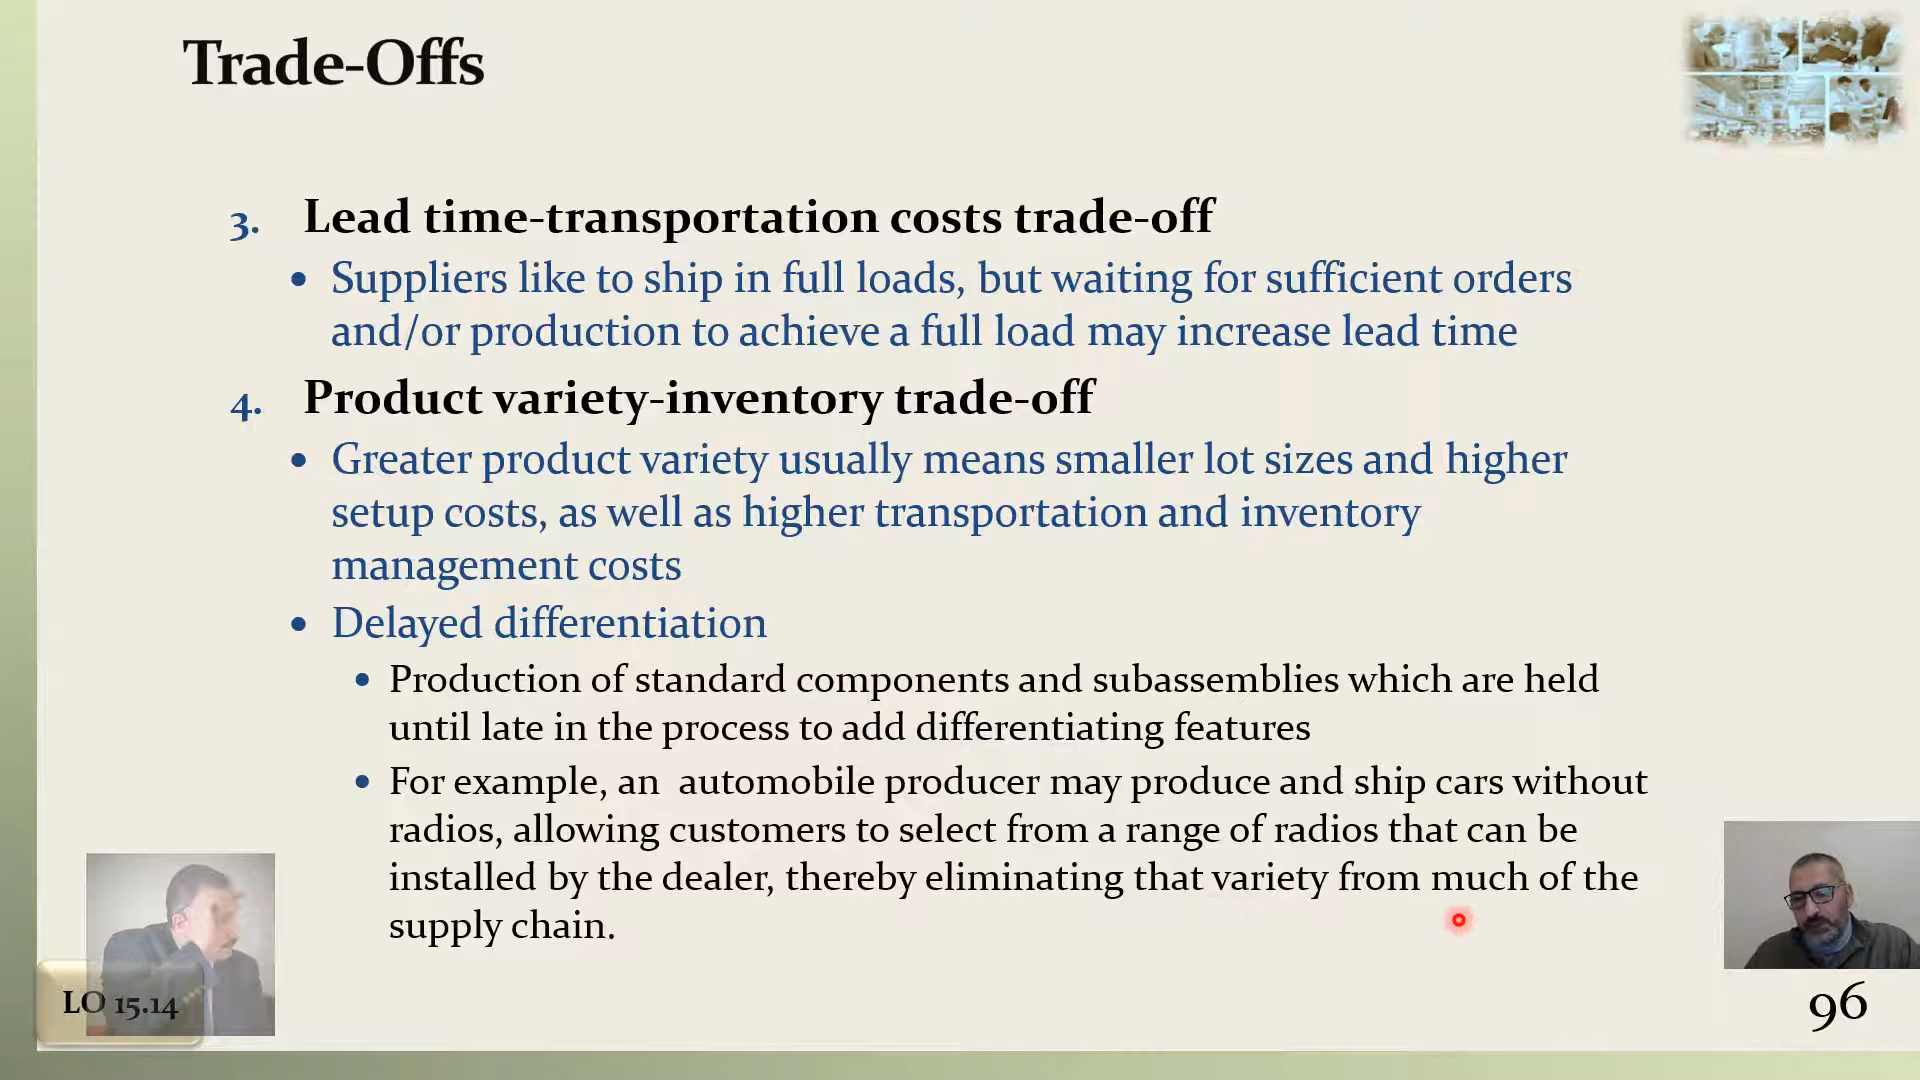 Trade-Offs
3. Lead time-transportation costs trade-off
• Suppliers like to ship in full loads, but waiting for sufficient orders
and/or production to achieve a full load may increase lead time
4. Product variety-inventory trade-off
• Greater product variety usually means smaller lot sizes and higher
setup costs, as well as higher transportation and inventory
management costs
• Delayed differentiation
• Production of standard components and subassemblies which are held
until late in the process to add differentiating features
• For example, an  automobile producer may produce and ship cars without
radios, allowing customers to select from a range of radios that can be
installed by the dealer, thereby eliminating that variety from much of the
supply chain.
LO 15.14
96